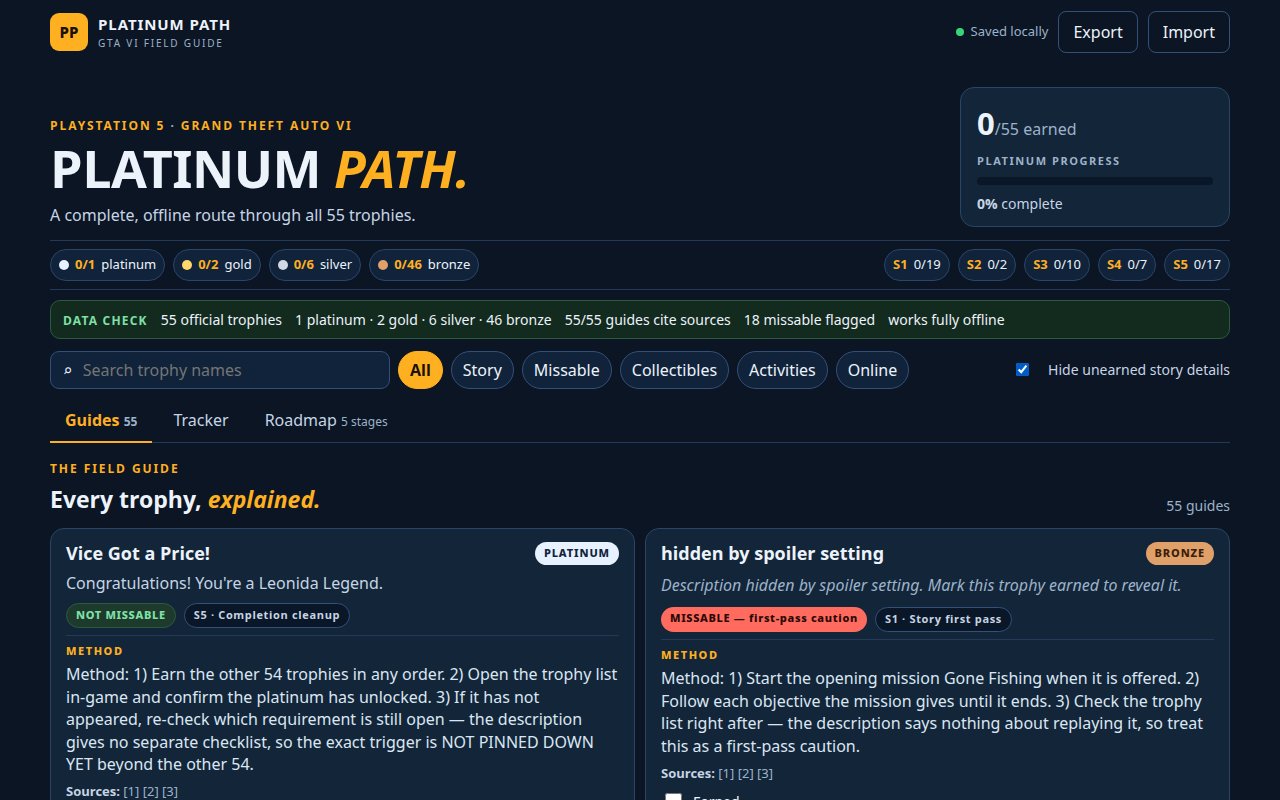 PP
PLATINUM PATH
GTA VI FIELD GUIDE
Saved locally
Export
Import
PLAYSTATION 5 · GRAND THEFT AUTO VI
PLATINUM PATH.
A complete, offline route through all 55 trophies.
0/55 earned
PLATINUM PROGRESS
0% complete
0/1 platinum
0/2 gold
0/6 silver
0/46 bronze
S1 0/19
S2 0/2
S3 0/10
S4 0/7
S5 0/17
DATA CHECK 55 official trophies 1 platinum · 2 gold · 6 silver · 46 bronze 55/55 guides cite sources 18 missable flagged works fully offline
Search trophy names
All
Story
Missable
Collectibles
Activities
Online
Hide unearned story details
Guides 55
Tracker
Roadmap 5 stages
THE FIELD GUIDE
Every trophy, explained.
55 guides
Vice Got a Price!
PLATINUM
Congratulations! You're a Leonida Legend.
NOT MISSABLE
S5 · Completion cleanup
METHOD
Method: 1) Earn the other 54 trophies in any order. 2) Open the trophy list
in-game and confirm the platinum has unlocked. 3) If it has not
appeared, re-check which requirement is still open — the description
gives no separate checklist, so the exact trigger is NOT PINNED DOWN
YET beyond the other 54.
Sources: [1] [2] [3]
hidden by spoiler setting
BRONZE
Description hidden by spoiler setting. Mark this trophy earned to reveal it.
MISSABLE — first-pass caution
S1 · Story first pass
METHOD
Method: 1) Start the opening mission Gone Fishing when it is offered. 2)
Follow each objective the mission gives until it ends. 3) Check the trophy
list right after — the description says nothing about replaying it, so treat
this as a first-pass caution.
Sources: [1] [2] [3]
Earned